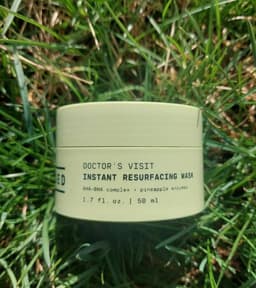 DOCTOR'S VISIT
INSTANT RESURFACING MASK
AHA-BHA complex + pineapple enzymes
1.7 fl. oz. | 50 ml